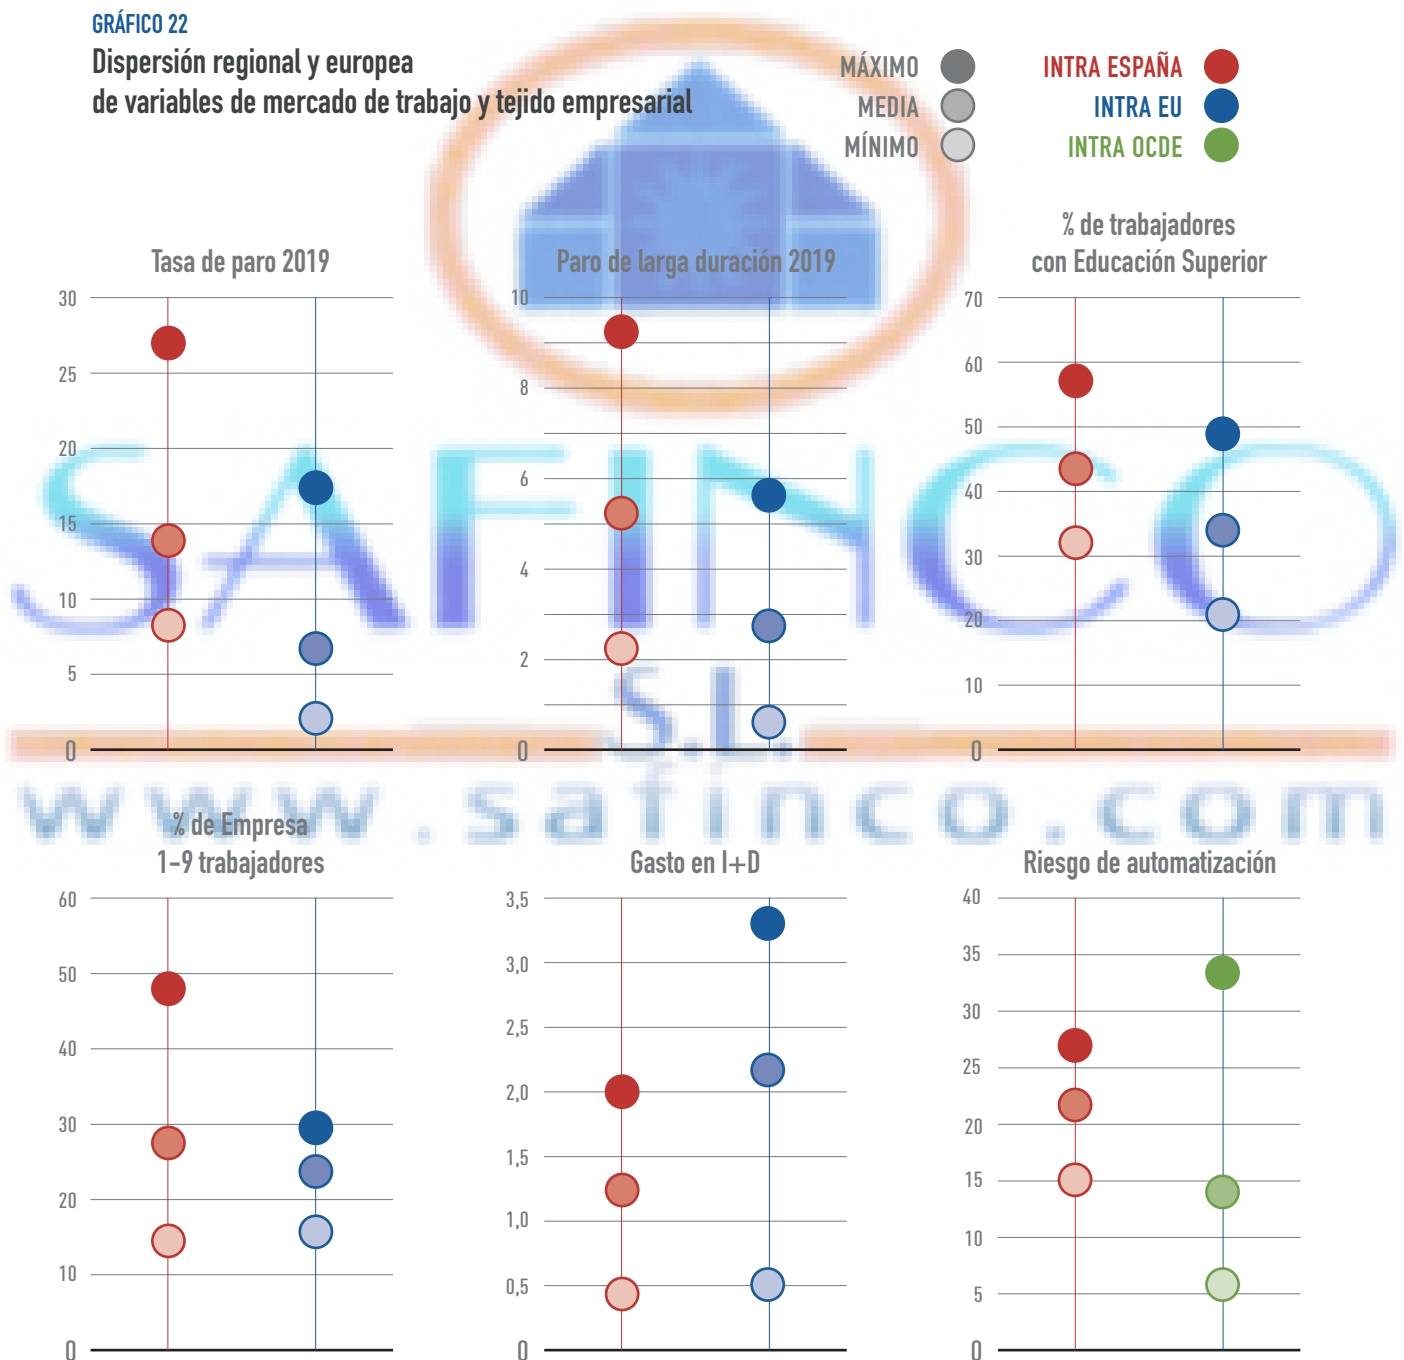 GRÁFICO 22
Dispersión regional y europea
de variables de mercado de trabajo y tejido empresarial
MÁXIMO
MEDIA
MÍNIMO
INTRA ESPAÑA
INTRA EU
INTRA OCDE
Tasa de paro 2019
30
25
20
15
10
5
0
Paro de larga duración 2019
10
8
6
4
2
0
% de trabajadores
con Educación Superior
70
60
50
40
30
20
10
0
SAFINCO
S.L.
www.safinco.com
% de Empresa
1-9 trabajadores
60
50
40
30
20
10
0
Gasto en I+D
3,5
3,0
2,5
2,0
1,5
1,0
0,5
0
Riesgo de automatización
40
35
30
25
20
15
10
5
0